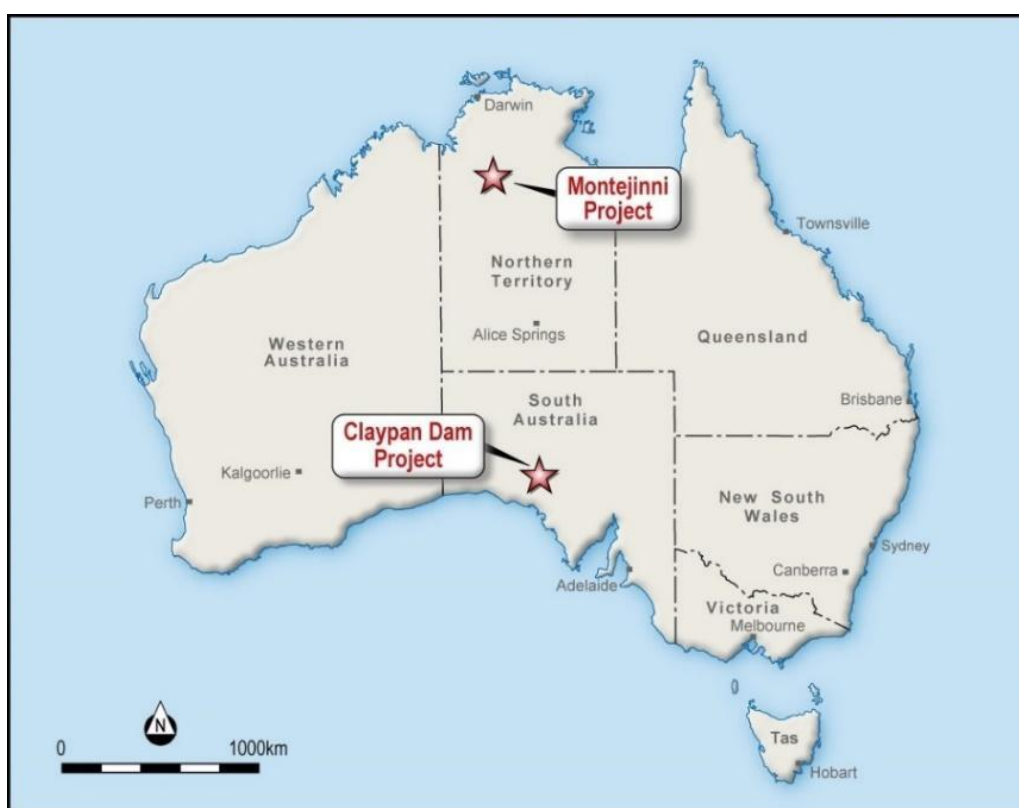 Darwin
Montejinni
Project
Townsville
Northern
Territory
Alice Springs
Western
Australia
Queensland
South
Australia
Brisbane
Claypan Dam
Project
Kalgoorlie
Perth
New South
Wales
Sydney
Canberra
Adelaide
Victoria
Melbourne
N
0 1000km
Tas
Hobart